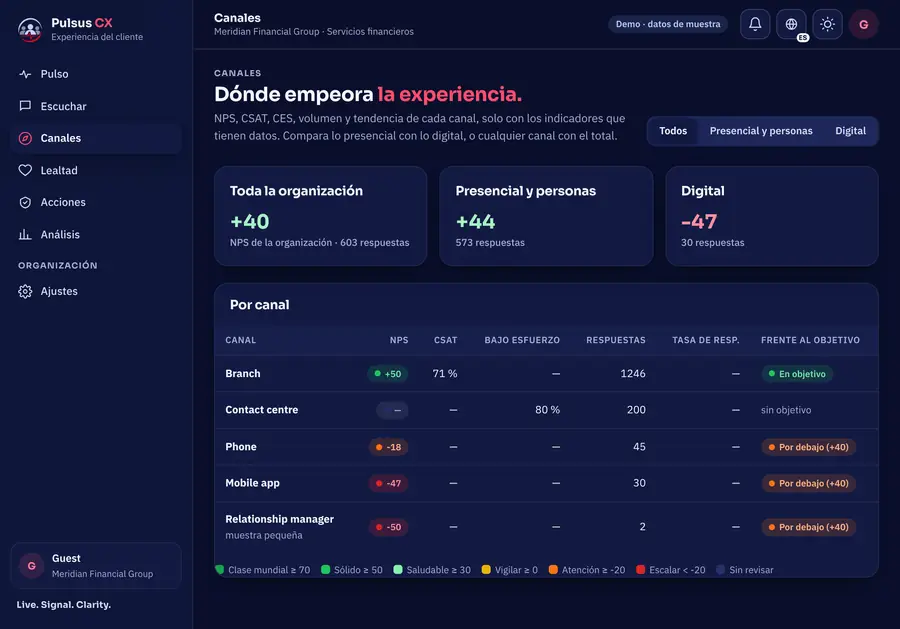 Pulsus CX
Experiencia del cliente
Pulso
Escuchar
Canales
Lealtad
Acciones
Análisis
ORGANIZACIÓN
Ajustes
G
Guest
Meridian Financial Group
Live. Signal. Clarity.
Canales
Meridian Financial Group · Servicios financieros
Demo · datos de muestra
ES
G
CANALES
Dónde empeora la experiencia.
NPS, CSAT, CES, volumen y tendencia de cada canal, solo con los indicadores que
tienen datos. Compara lo presencial con lo digital, o cualquier canal con el total.
Todos Presencial y personas Digital
Toda la organización
+40
NPS de la organización · 603 respuestas
Presencial y personas
+44
573 respuestas
Digital
-47
30 respuestas
Por canal
CANAL NPS CSAT BAJO ESFUERZO RESPUESTAS TASA DE RESP. FRENTE AL OBJETIVO
Branch +50 71 % — 1246 — En objetivo
Contact centre — — 80 % 200 — sin objetivo
Phone -18 — — 45 — Por debajo (+40)
Mobile app -47 — — 30 — Por debajo (+40)
Relationship manager -50 — — 2 — Por debajo (+40)
muestra pequeña
Clase mundial ≥ 70 Sólido ≥ 50 Saludable ≥ 30 Vigilar ≥ 0 Atención ≥ -20 Escalar < -20 Sin revisar